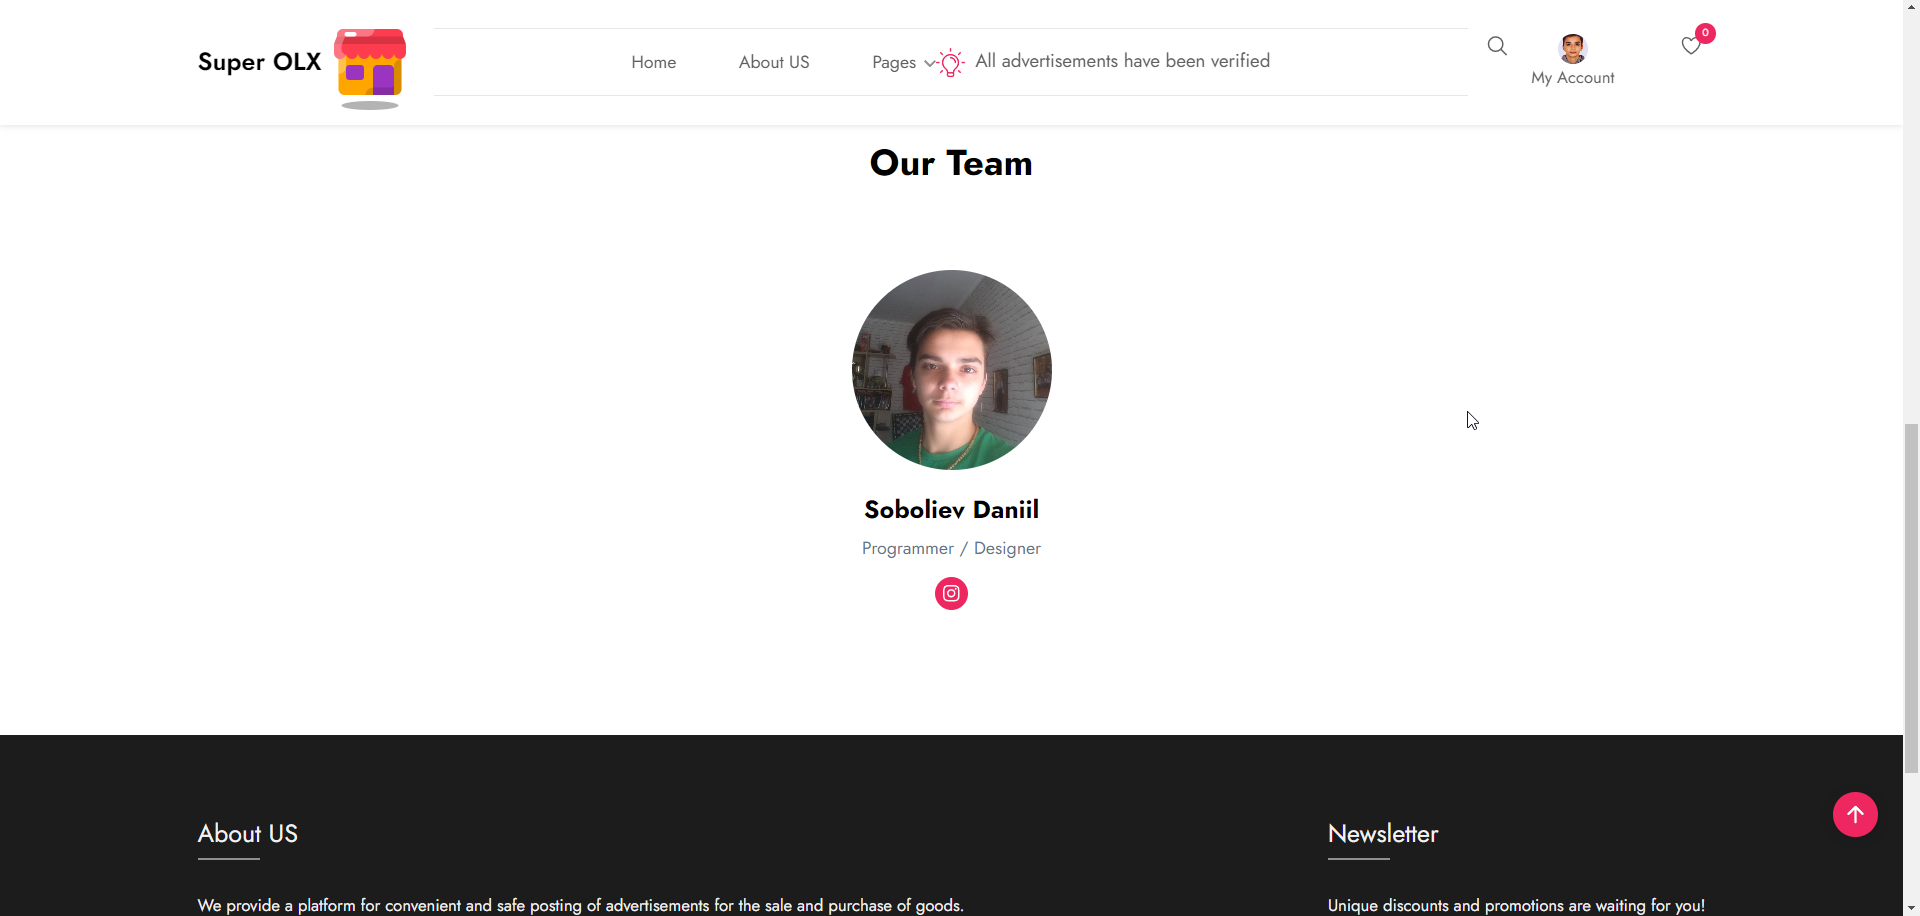 Super OLX
Home
About US
Pages
All advertisements have been verified
My Account
0
Our Team
Soboliev Daniil
Programmer / Designer
About US
Newsletter
We provide a platform for convenient and safe posting of advertisements for the sale and purchase of goods.
Unique discounts and promotions are waiting for you!